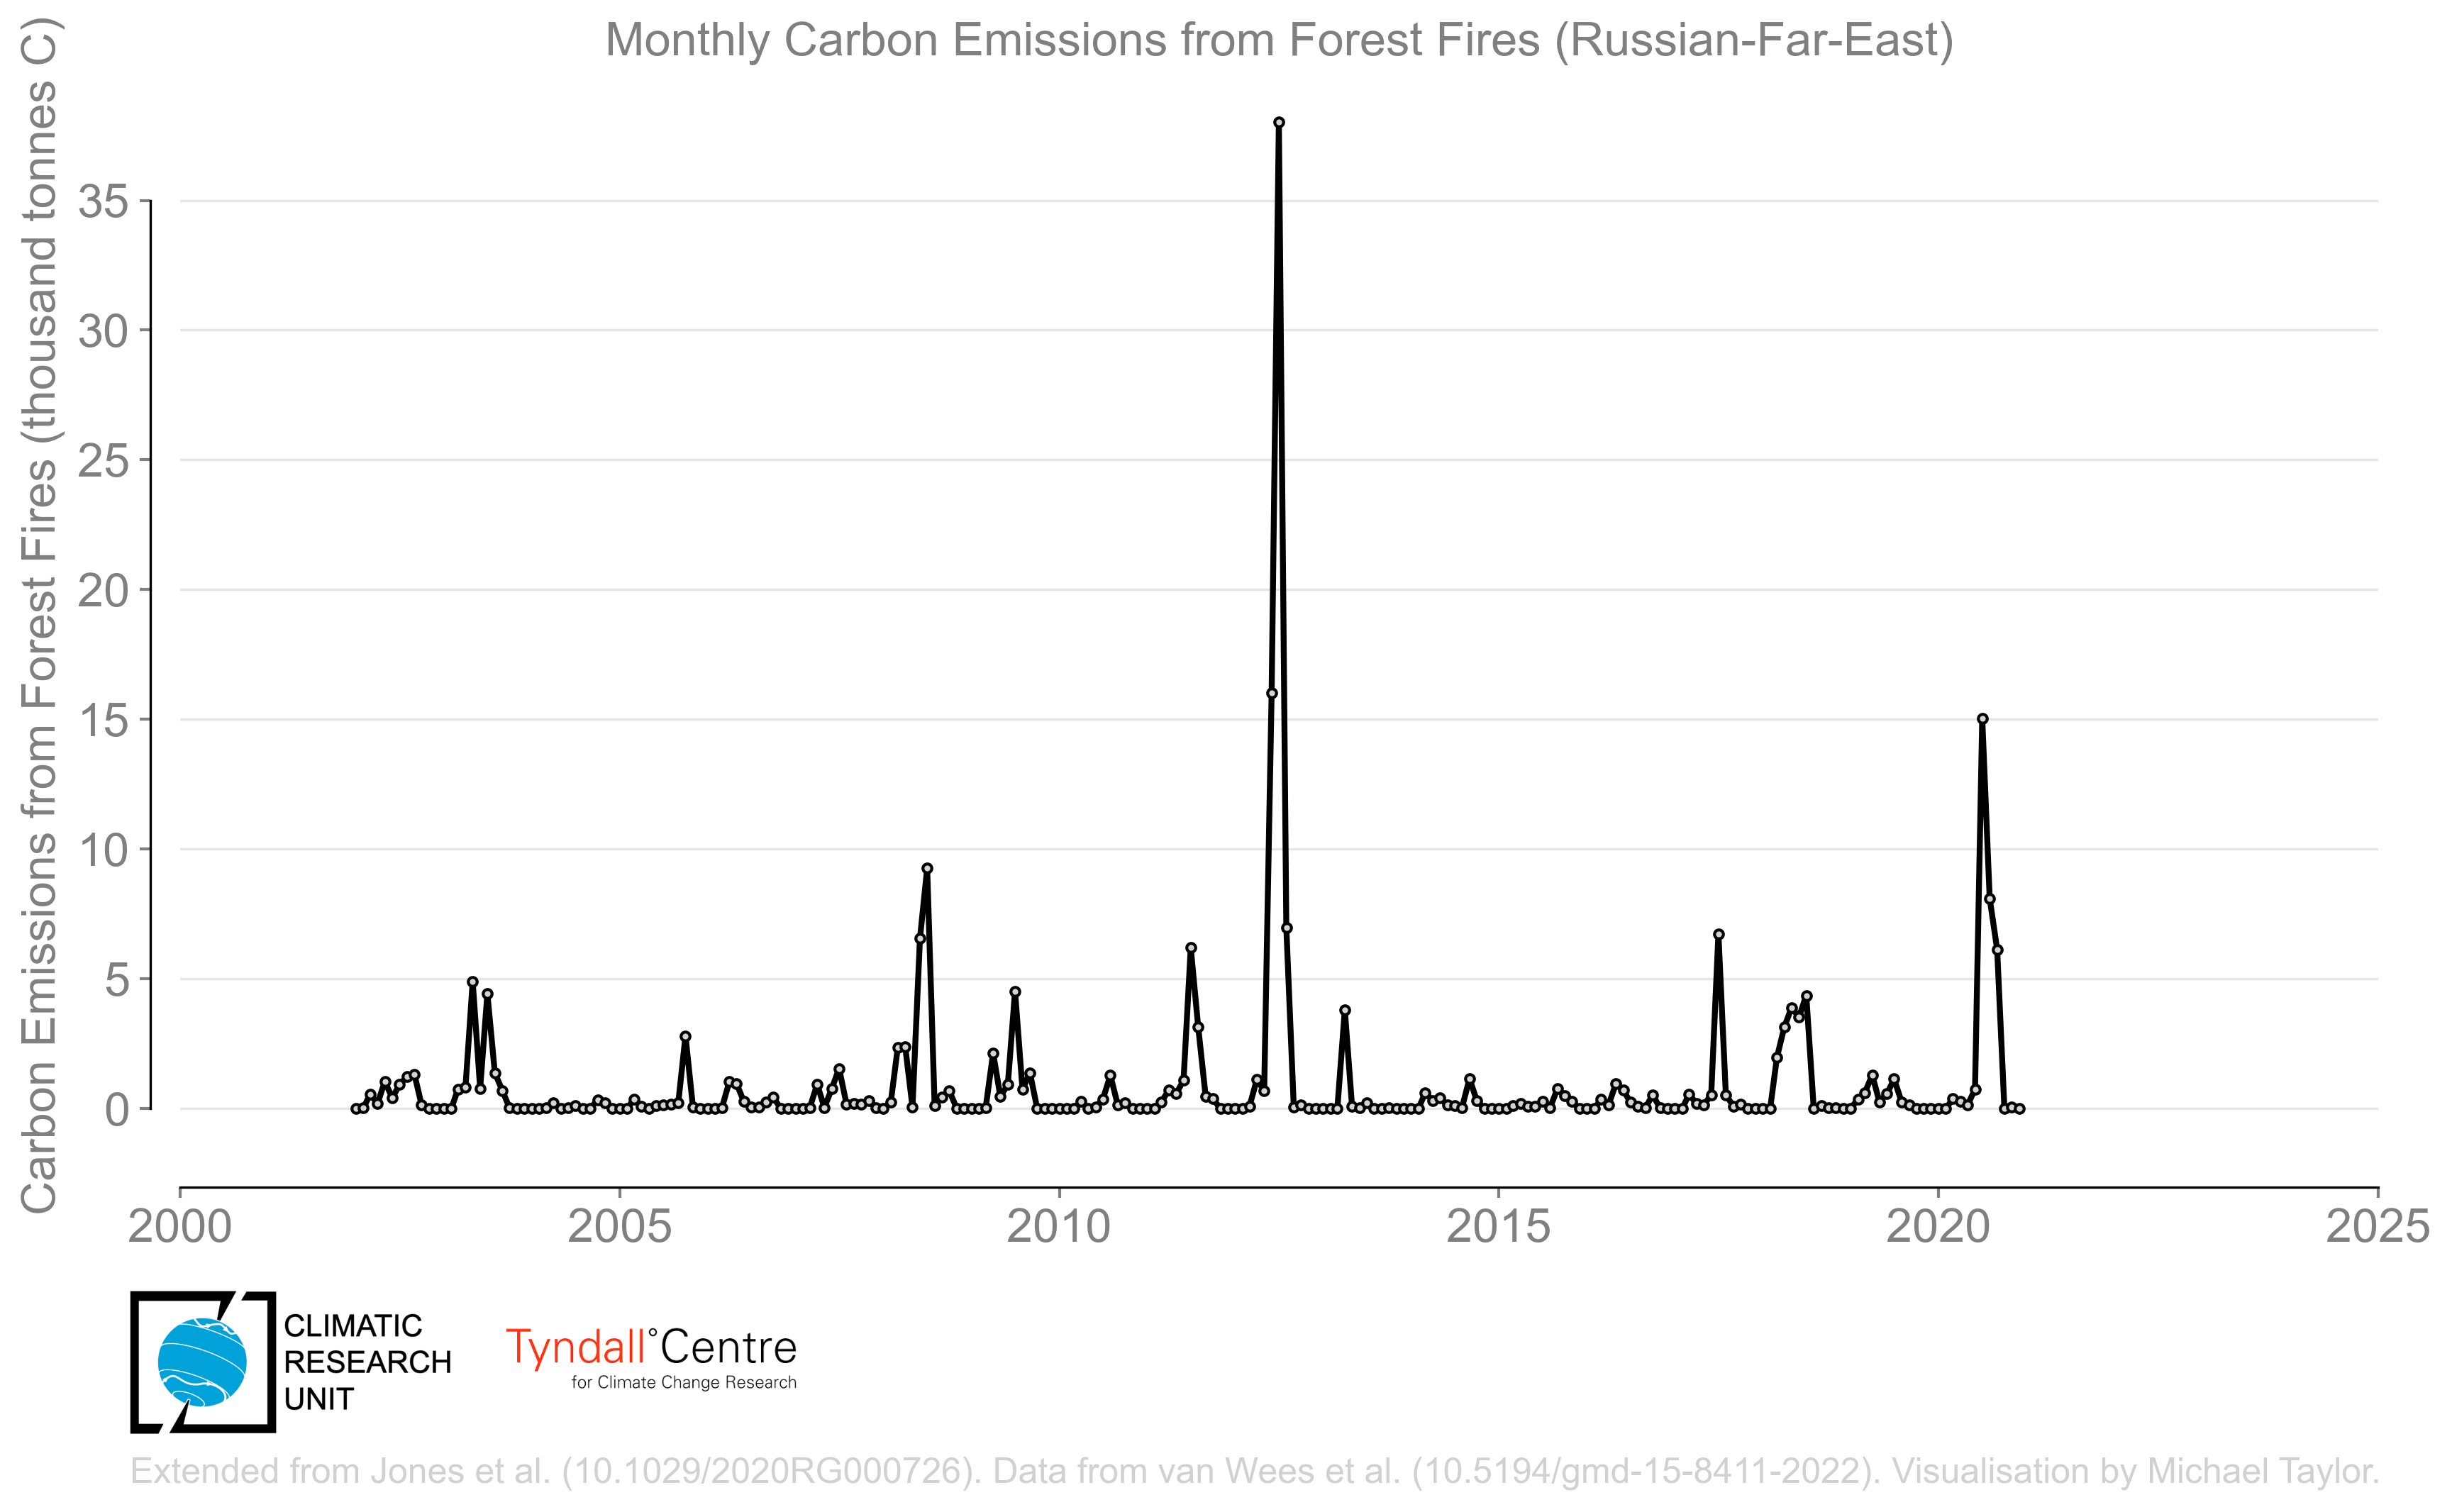 Monthly Carbon Emissions from Forest Fires (Russian-Far-East)
Carbon Emissions from Forest Fires (thousand tonnes C)
35
30
25
20
15
10
5
0
2000
2005
2010
2015
2020
2025
CLIMATIC
RESEARCH
UNIT
Tyndall°Centre
for Climate Change Research
Extended from Jones et al. (10.1029/2020RG000726). Data from van Wees et al. (10.5194/gmd-15-8411-2022). Visualisation by Michael Taylor.